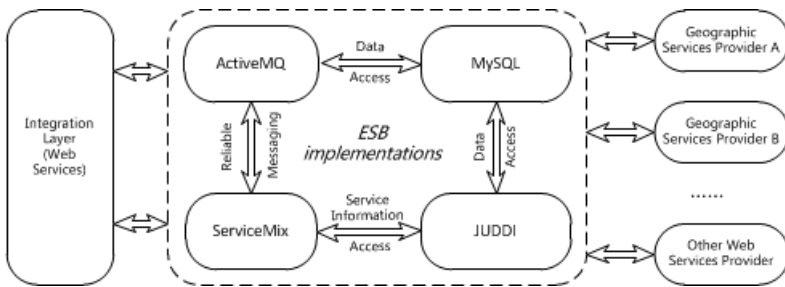 Integration
Layer
(Web
Services)
ActiveMQ
Data
Access
MySQL
Reliable
Messaging
ESB
implementations
Data
Access
ServiceMix
Service
Information
Access
JUDDI
Geographic
Services Provider A
Geographic
Services Provider B
......
Other Web
Services Provider